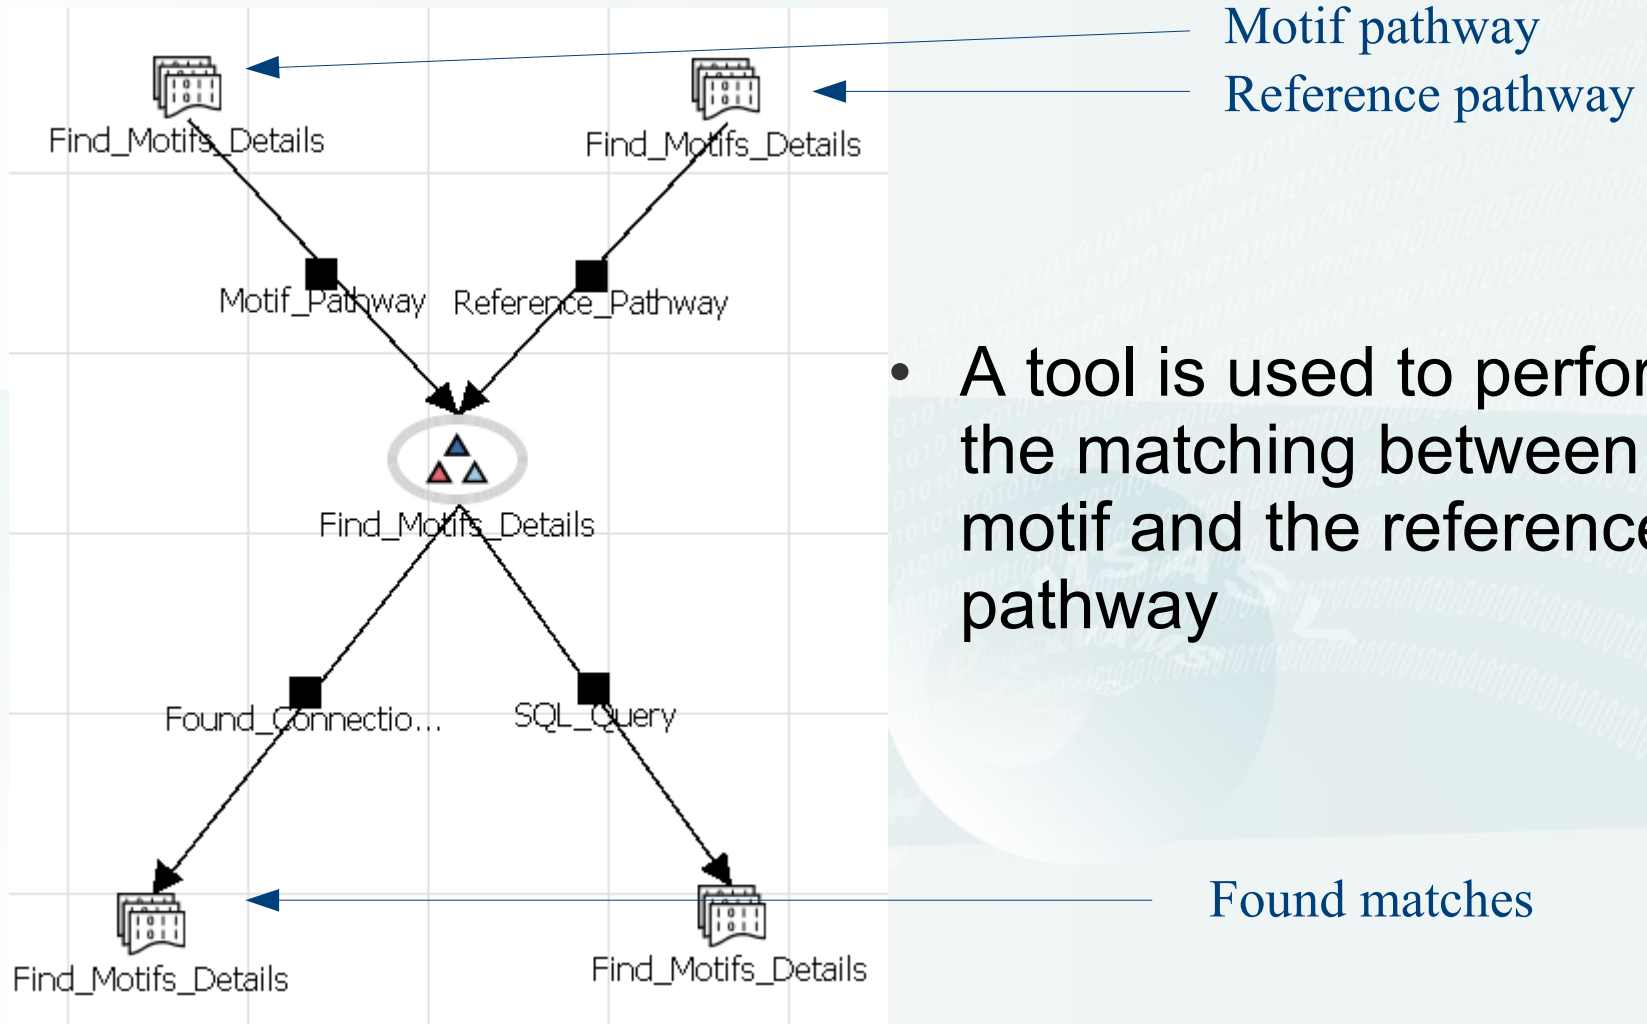 Motif pathway
Reference pathway
Find_Motifs_Details
Find_Motifs_Details
Motif_Pathway
Reference_Pathway
• A tool is used to perfor
the matching between
motif and the reference
pathway
Find_Motifs_Details
Found_Connectio...
SQL_Query
Found matches
Find_Motifs_Details
Find_Motifs_Details